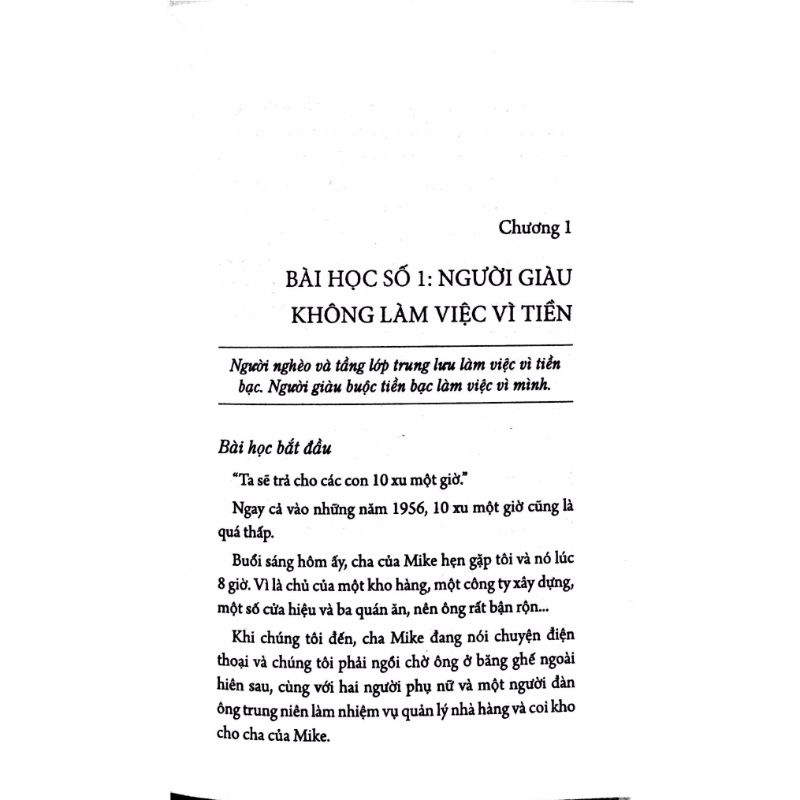 Chương 1
BÀI HỌC SỐ 1: NGƯỜI GIÀU
KHÔNG LÀM VIỆC VÌ TIỀN
Người nghèo và tầng lớp trung lưu làm việc vì tiền
bạc. Người giàu buộc tiền bạc làm việc vì mình.
Bài học bắt đầu
“Ta sẽ trả cho các con 10 xu một giờ.”
Ngay cả vào những năm 1956, 10 xu một giờ cũng là
quá thấp.
Buổi sáng hôm ấy, cha của Mike hẹn gặp tôi và nó lúc
8 giờ. Vì là chủ của một kho hàng, một công ty xây dựng,
một số cửa hiệu và ba quán ăn, nên ông rất bận rộn...
Khi chúng tôi đến, cha Mike đang nói chuyện điện
thoại và chúng tôi phải ngồi chờ ông ở băng ghế ngoài
hiên sau, cùng với hai người phụ nữ và một người đàn
ông trung niên làm nhiệm vụ quản lý nhà hàng và coi kho
cho cha của Mike.